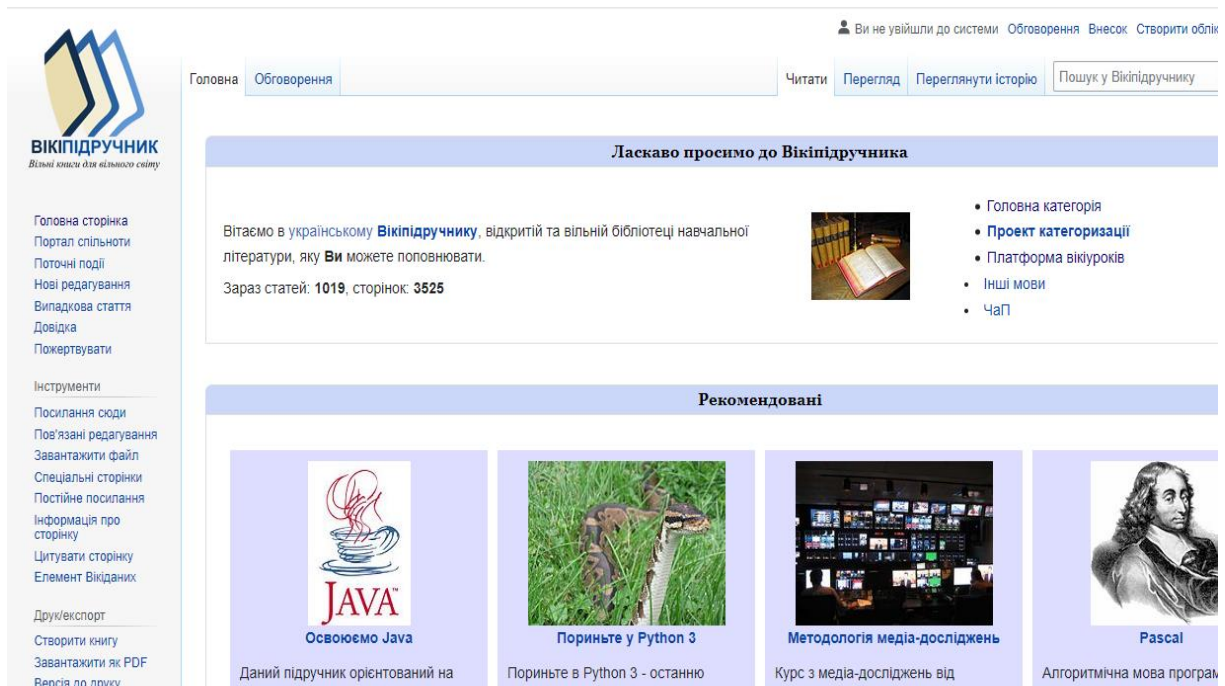 Ви не увійшли до системи Обговорення Внесок Створити
Головна Обговорення
Читати Перегляд Переглянути історію Пошук у Вікіпідручнику
ВІКІПІДРУЧНИК
Вільні книги для вільного світу
Головна сторінка
Портал спільноти
Поточні події
Нові редагування
Випадкова стаття
Довідка
Пожертвувати
Інструменти
Посилання сюди
Пов'язані редагування
Завантажити файл
Спеціальні сторінки
Постійне посилання
Інформація про
сторінку
Цитувати сторінку
Елемент Вікіданих
Друк/експорт
Створити книгу
Завантажити як PDF
Версія до друку
Ласкаво просимо до Вікіпідручника
Вітаємо в українському Вікіпідручнику, відкритій та вільній бібліотеці навчальної
літератури, яку Ви можете поповнювати.
Зараз статей: 1019, сторінок: 3525
• Головна категорія
• Проект категоризації
• Платформа вікіуроків
• Інші мови
• ЧаП
Рекомендовані
JAVA™
Освоюємо Java
Даний підручник орієнтований на
Пориньте у Python 3
Пориньте в Python 3 - останню
Методологія медіа-досліджень
Курс з медіа-досліджень від
Pascal
Алгоритмічна мова